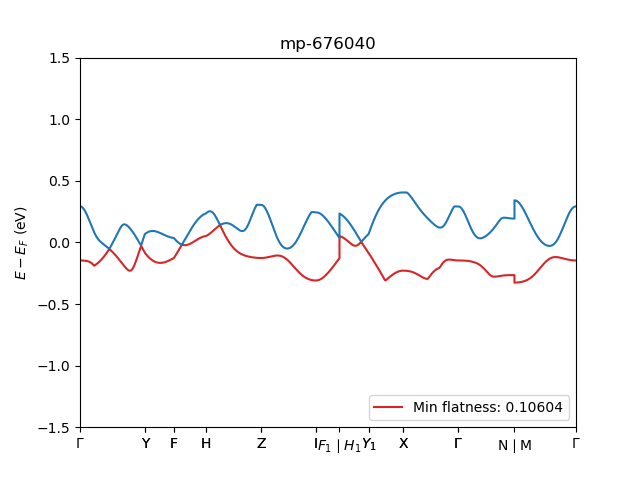 mp-676040
E − E_F (eV)
1.5
1.0
0.5
0.0
−0.5
−1.0
−1.5
Min flatness: 0.10604
Γ Y F H Z I F₁ | H₁ Y₁ X Γ N | M Γ